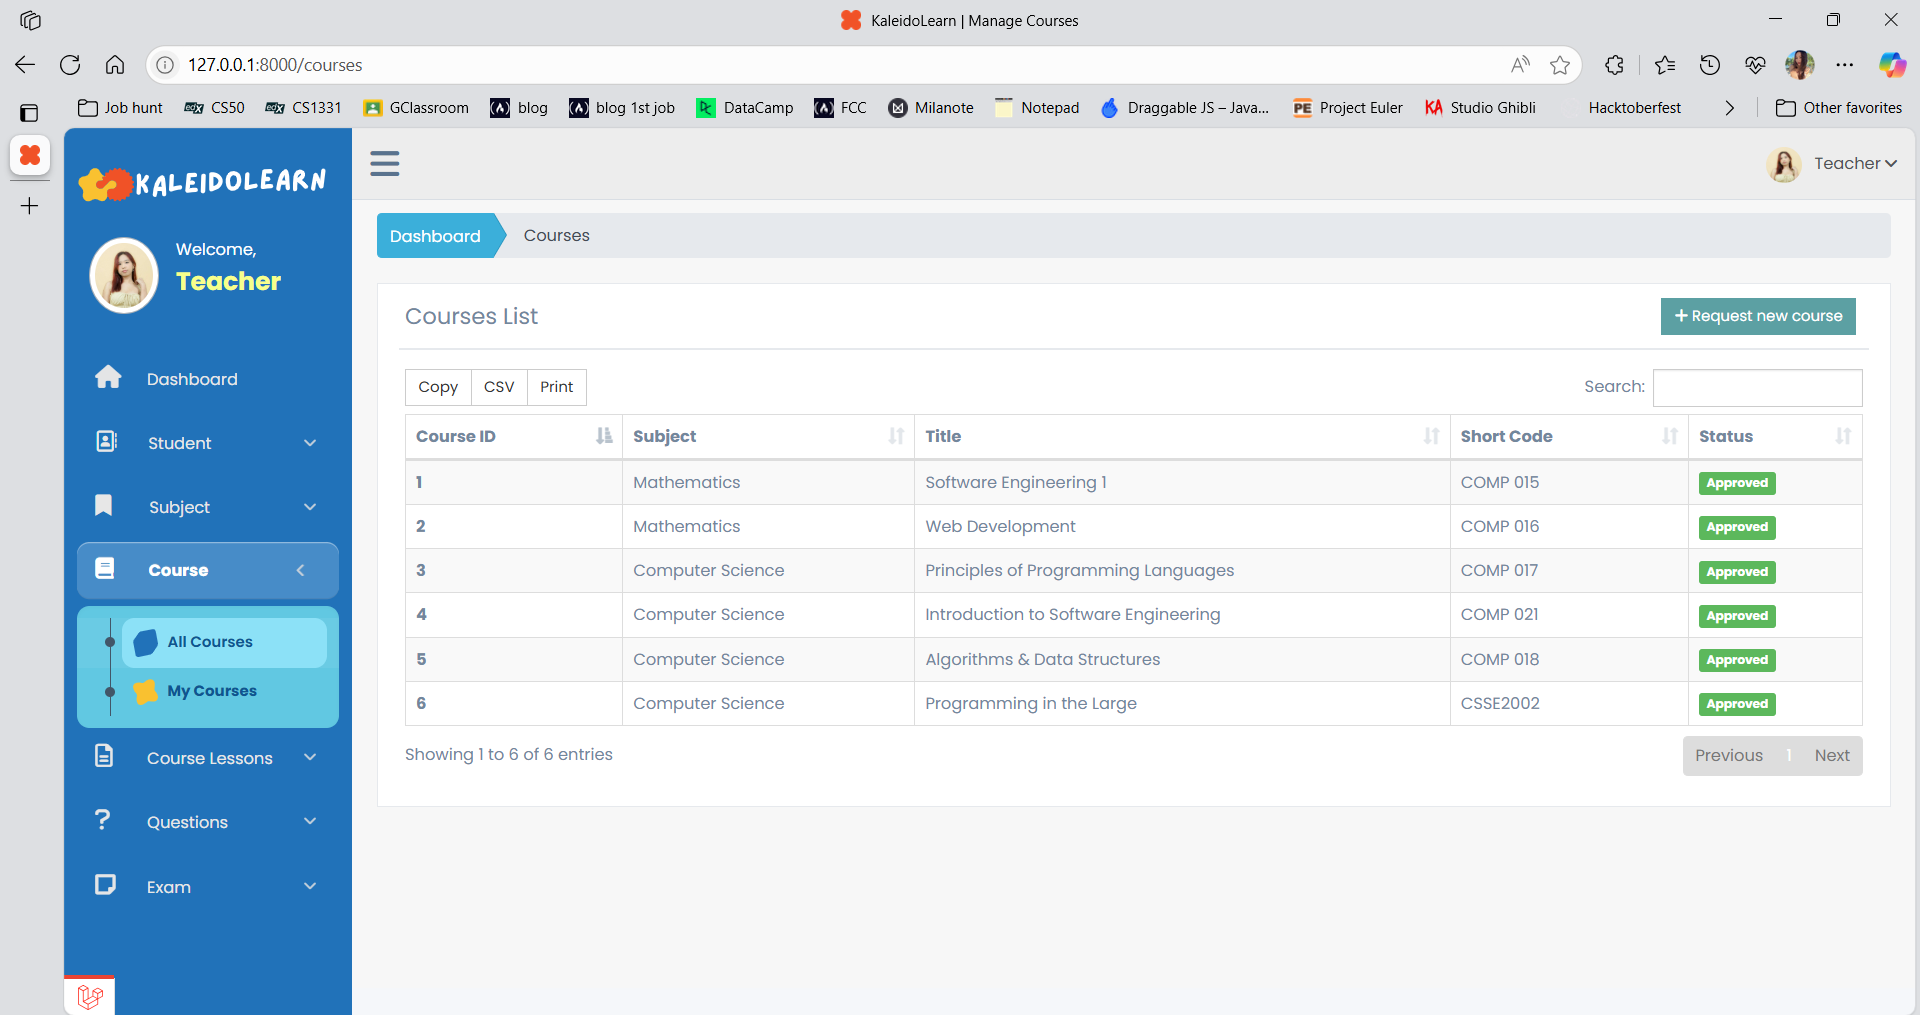 KaleidoLearn | Manage Courses
127.0.0.1:8000/courses
Job hunt CS50 CS1331 GClassroom blog blog 1st job DataCamp FCC Milanote Notepad Draggable JS – Java... Project Euler Studio Ghibli Hacktoberfest Other favorites
KALEIDOLEARN
Teacher
Welcome,
Teacher
Dashboard
Student
Subject
Course
All Courses
My Courses
Course Lessons
Questions
Exam
Dashboard Courses
Courses List
+ Request new course
Copy CSV Print
Search:
Course ID Subject Title Short Code Status
1 Mathematics Software Engineering 1 COMP 015 Approved
2 Mathematics Web Development COMP 016 Approved
3 Computer Science Principles of Programming Languages COMP 017 Approved
4 Computer Science Introduction to Software Engineering COMP 021 Approved
5 Computer Science Algorithms & Data Structures COMP 018 Approved
6 Computer Science Programming in the Large CSSE2002 Approved
Showing 1 to 6 of 6 entries
Previous 1 Next